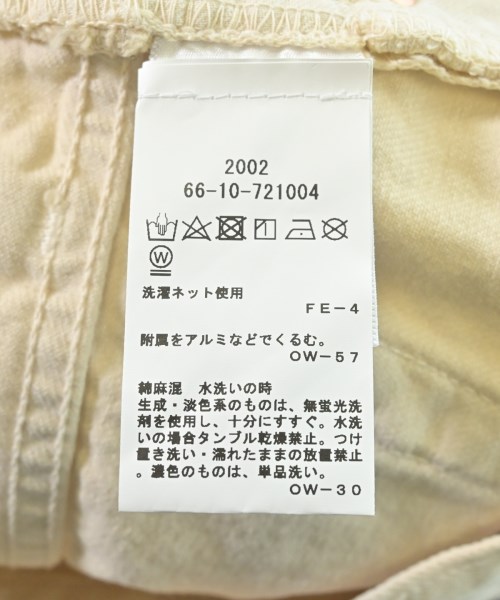 2002
66-10-721004
W
洗濯ネット使用
FE-4
附属をアルミなどでくるむ。
OW-57
綿麻混　水洗いの時
生成・淡色系のものは、無蛍光洗
剤を使用し、十分にすすぐ。水洗
いの場合タンブル乾燥禁止。つけ
置き洗い・濡れたままの放置禁止
。濃色のものは、単品洗い。
OW-30